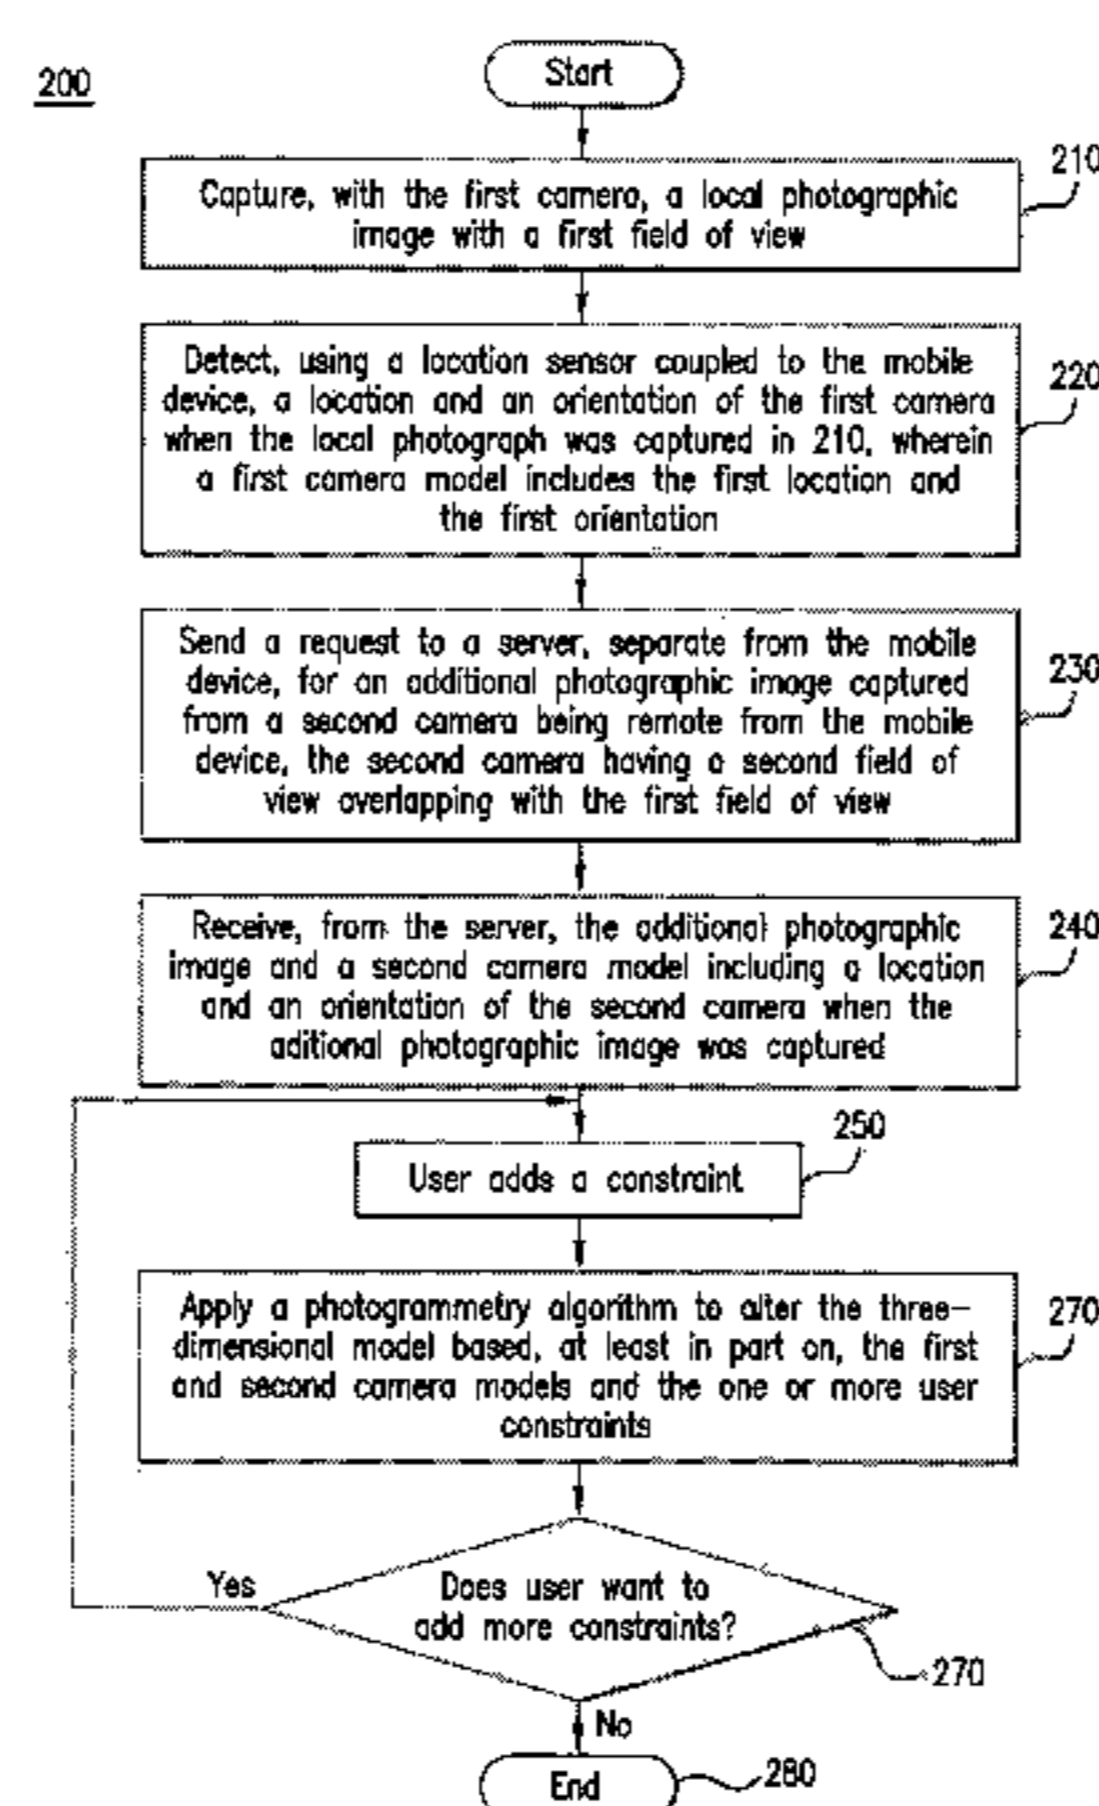 200
Start
210
Capture, with the first camera, a local photographic
image with a first field of view
220
Detect, using a location sensor coupled to the mobile
device, a location and an orientation of the first camera
when the local photograph was captured in 210, wherein
a first camera model includes the first location and
the first orientation
230
Send a request to a server, separate from the mobile
device, for an additional photographic image captured
from a second camera being remote from the mobile
device, the second camera having a second field of
view overlapping with the first field of view
240
Receive, from the server, the additional photographic
image and a second camera model including a location
and an orientation of the second camera when the
aditional photographic image was captured
250
User adds a constraint
270
Apply a photogrammetry algorithm to alter the three-
dimensional model based, at least in part on, the first
and second camera models and the one or more user
constraints
Yes
Does user want to
add more constraints?
270
No
End
280